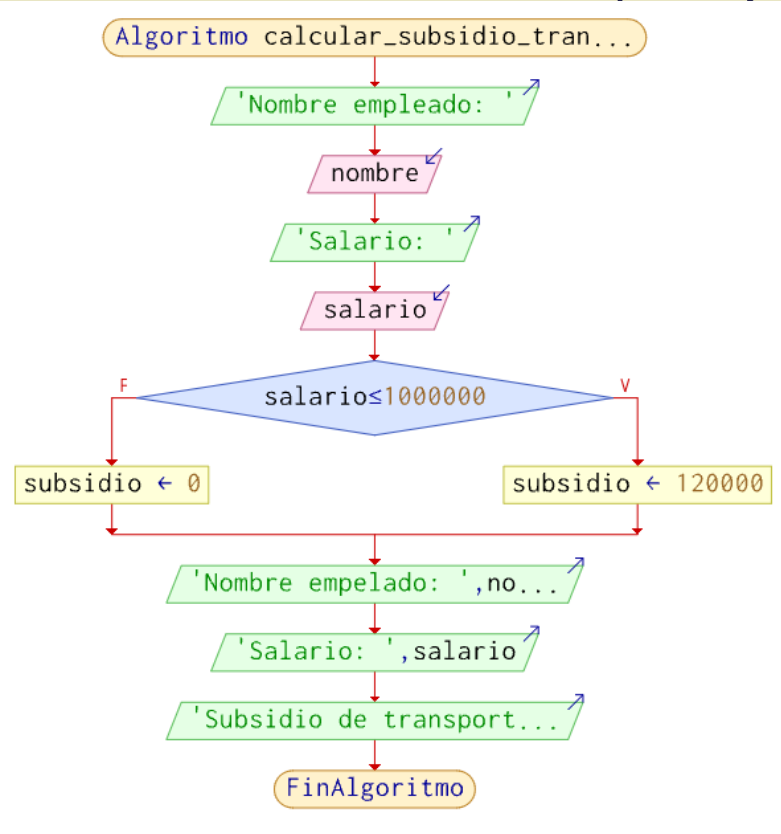 Algoritmo calcular_subsidio_tran...
'Nombre empleado: '
nombre
'Salario: '
salario
salario≤1000000
F
V
subsidio ← 0
subsidio ← 120000
'Nombre empelado: ',no...
'Salario: ',salario
'Subsidio de transport...
FinAlgoritmo